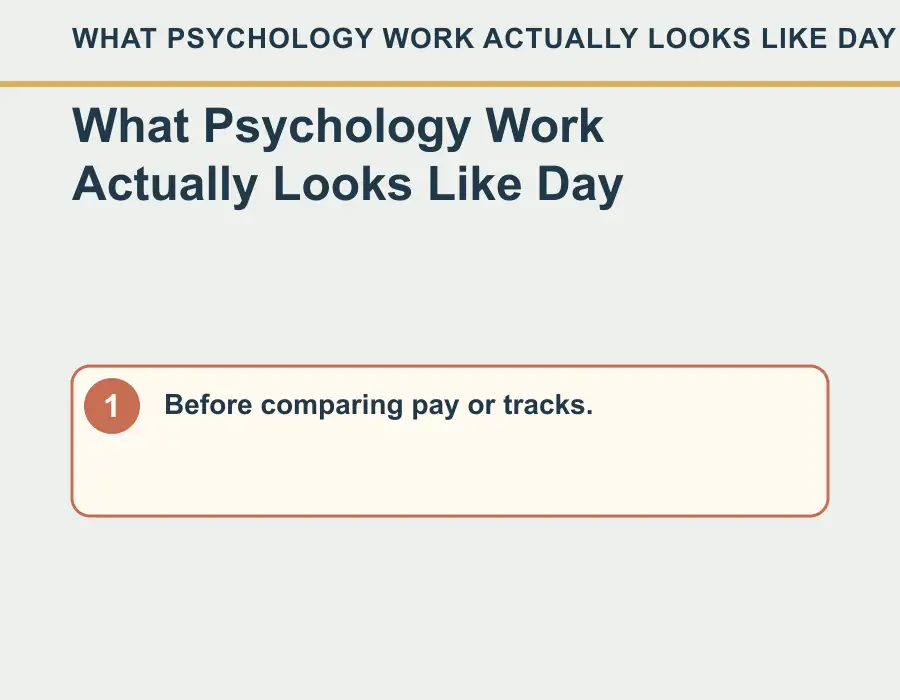 WHAT PSYCHOLOGY WORK ACTUALLY LOOKS LIKE DAY
What Psychology Work
Actually Looks Like Day
1 Before comparing pay or tracks.